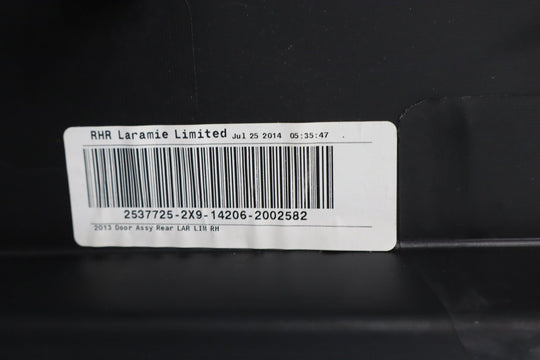 RHR Laramie Limited Jul 25 2014 05:35:47
2537725-2X9-14206-2002582
2013 Door Assy Rear LAR LIM RH